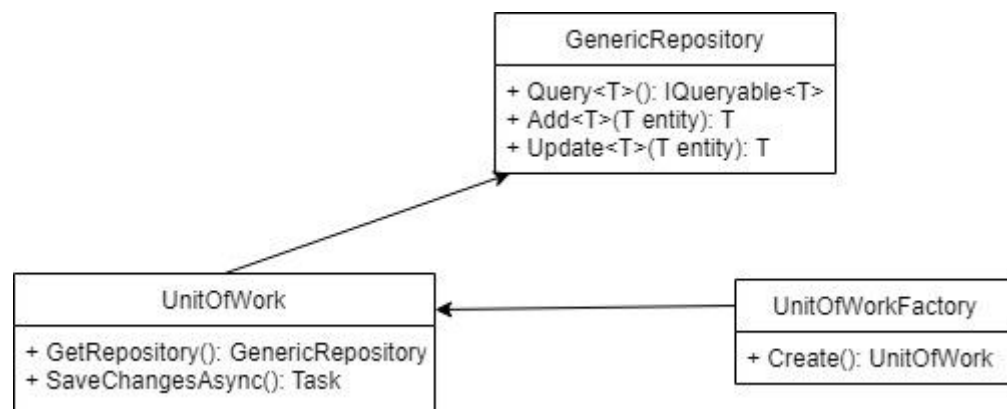 GenericRepository
+ Query<T>(): IQueryable<T>
+ Add<T>(T entity): T
+ Update<T>(T entity): T
UnitOfWork
+ GetRepository(): GenericRepository
+ SaveChangesAsync(): Task
UnitOfWorkFactory
+ Create(): UnitOfWork